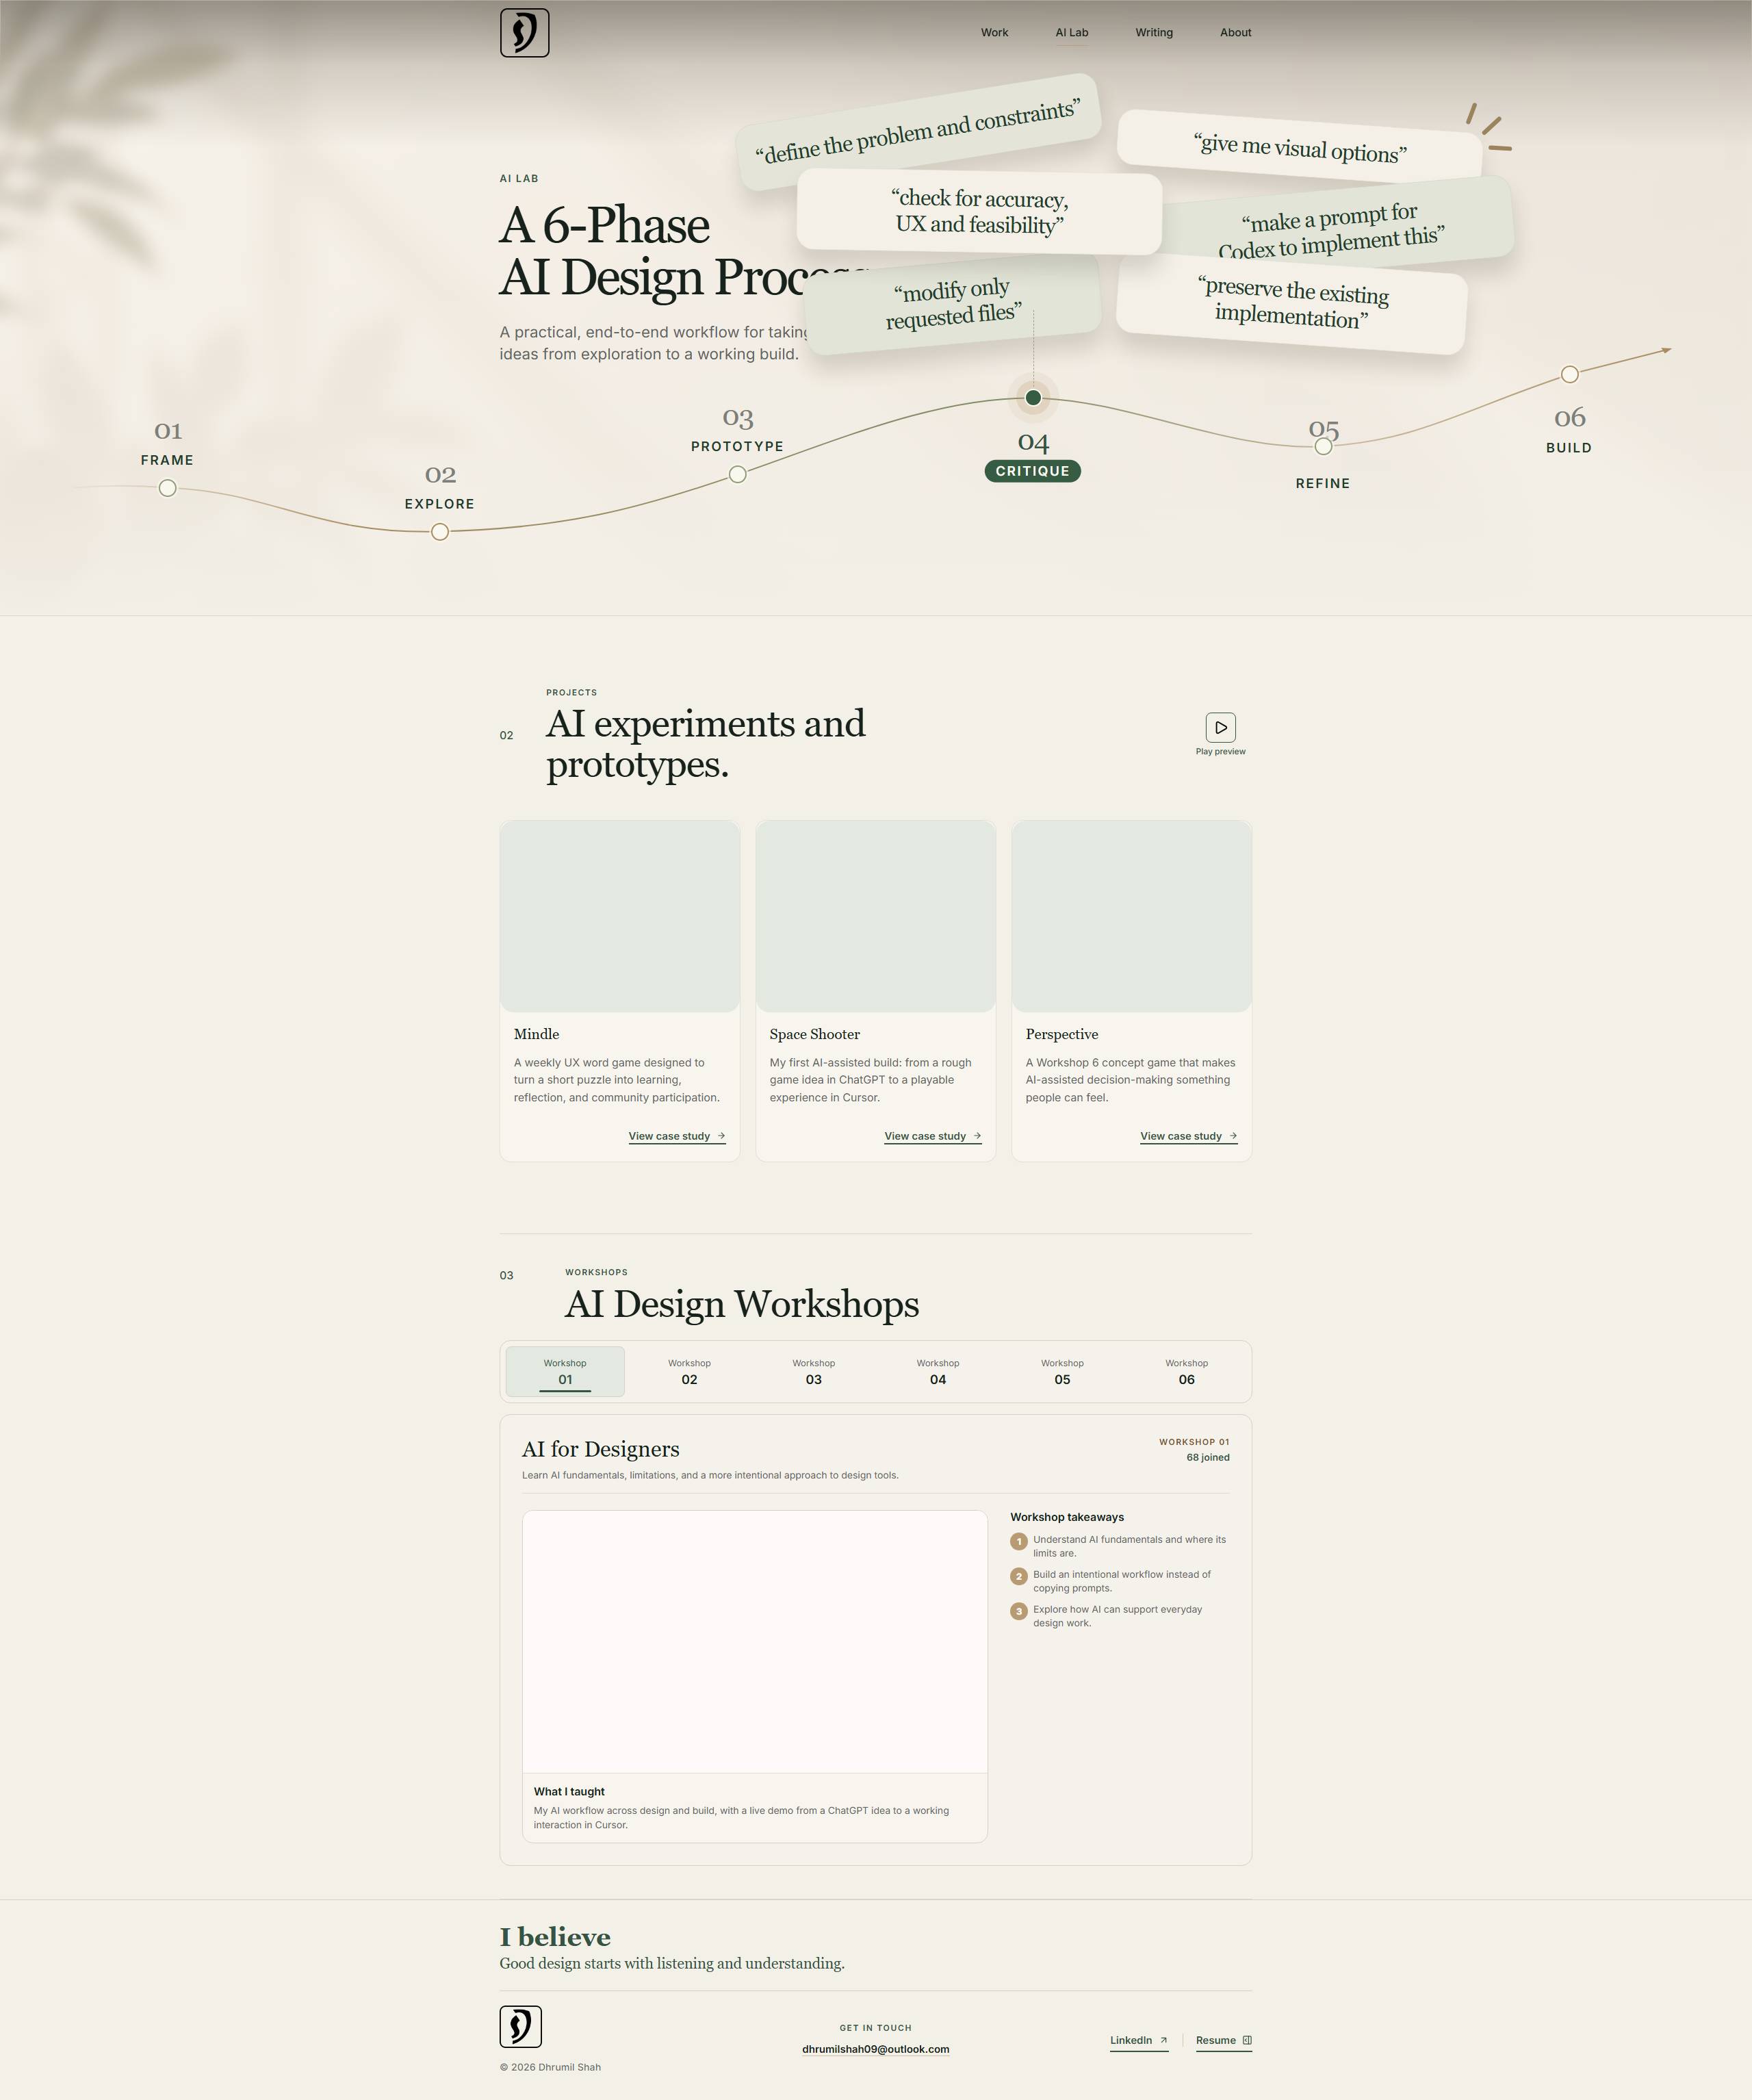 Work
AI Lab
Writing
About
“define the problem and constraints”
“give me visual options”
“check for accuracy,
UX and feasibility”
“make a prompt for
Codex to implement this”
“modify only
requested files”
“preserve the existing
implementation”
AI LAB
A 6-Phase
AI Design Process
A practical, end-to-end workflow for taking
ideas from exploration to a working build.
01
FRAME
02
EXPLORE
03
PROTOTYPE
04
CRITIQUE
05
REFINE
06
BUILD
02
PROJECTS
AI experiments and
prototypes.
Play preview
Mindle
A weekly UX word game designed to
turn a short puzzle into learning,
reflection, and community participation.
View case study
Space Shooter
My first AI-assisted build: from a rough
game idea in ChatGPT to a playable
experience in Cursor.
View case study
Perspective
A Workshop 6 concept game that makes
AI-assisted decision-making something
people can feel.
View case study
03
WORKSHOPS
AI Design Workshops
Workshop
01
Workshop
02
Workshop
03
Workshop
04
Workshop
05
Workshop
06
AI for Designers
Learn AI fundamentals, limitations, and a more intentional approach to design tools.
WORKSHOP 01
68 joined
What I taught
My AI workflow across design and build, with a live demo from a ChatGPT idea to a working
interaction in Cursor.
Workshop takeaways
1 Understand AI fundamentals and where its
limits are.
2 Build an intentional workflow instead of
copying prompts.
3 Explore how AI can support everyday
design work.
I believe
Good design starts with listening and understanding.
© 2026 Dhrumil Shah
GET IN TOUCH
dhrumilshah09@outlook.com
LinkedIn
Resume